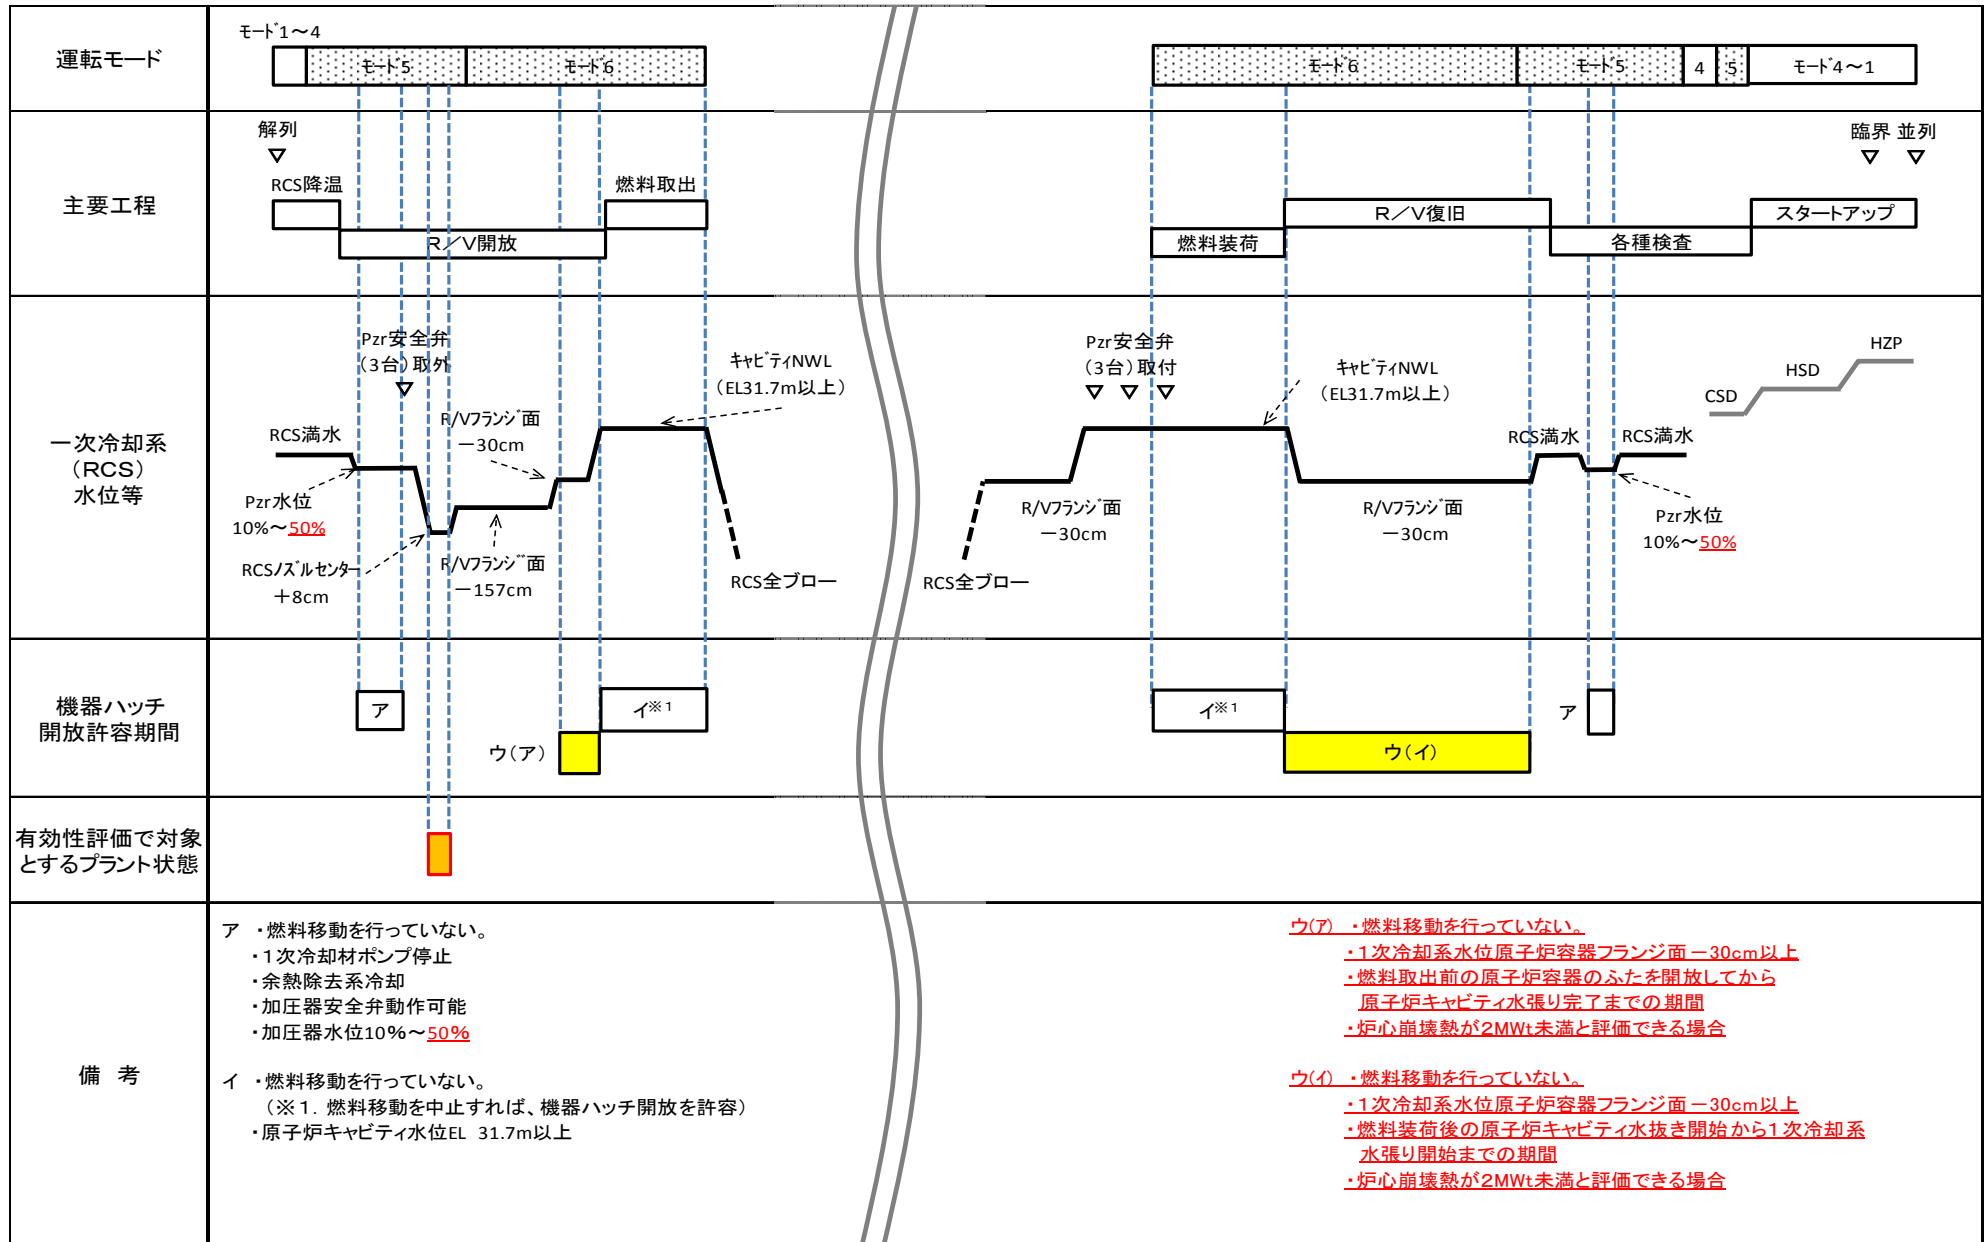 運転モード
モード1～4
モード5
モード6
モード6
モード5
4
5
モード4～1
主要工程
解列
RCS降温
R／V開放
燃料取出
燃料装荷
R／V復旧
各種検査
スタートアップ
臨界 並列
一次冷却系
（RCS）
水位等
Pzr安全弁
（3台）取外
RCS満水
Pzr水位
10%～50%
RCSノズルセンター
＋8cm
R/Vフランジ面
－30cm
R/Vフランジ面
－157cm
キャビティNWL
（EL31.7m以上）
RCS全ブロー
RCS全ブロー
Pzr安全弁
（3台）取付
R/Vフランジ面
－30cm
キャビティNWL
（EL31.7m以上）
R/Vフランジ面
－30cm
RCS満水
RCS満水
Pzr水位
10%～50%
CSD
HSD
HZP
機器ハッチ
開放許容期間
ア
ウ（ア）
イ※1
イ※1
ウ（イ）
ア
有効性評価で対象
とするプラント状態
備 考
ア ・燃料移動を行っていない。
・1次冷却材ポンプ停止
・余熱除去系冷却
・加圧器安全弁動作可能
・加圧器水位10%～50%
イ ・燃料移動を行っていない。
（※1．燃料移動を中止すれば、機器ハッチ開放を許容）
・原子炉キャビティ水位EL 31.7m以上
ウ(ア) ・燃料移動を行っていない。
・1次冷却系水位原子炉容器フランジ面－30cm以上
・燃料取出前の原子炉容器のふたを開放してから
原子炉キャビティ水張り完了までの期間
・炉心崩壊熱が2MWt未満と評価できる場合
ウ(イ) ・燃料移動を行っていない。
・1次冷却系水位原子炉容器フランジ面－30cm以上
・燃料装荷後の原子炉キャビティ水抜き開始から1次冷却系
水張り開始までの期間
・炉心崩壊熱が2MWt未満と評価できる場合